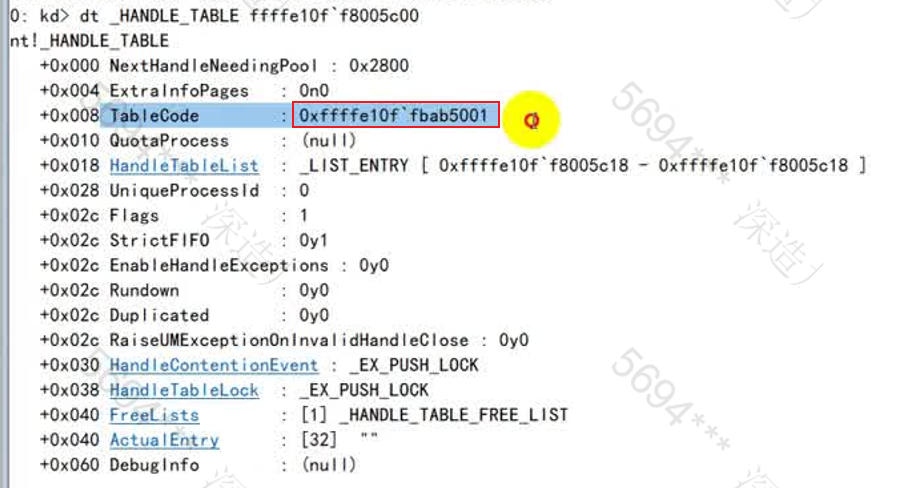 0: kd> dt _HANDLE_TABLE ffffe10f`f8005c00
nt!_HANDLE_TABLE
+0x000 NextHandleNeedingPool : 0x2800
+0x004 ExtraInfoPages : 0n0
+0x008 TableCode : 0xffffe10f`fbab5001
+0x010 QuotaProcess : (null)
+0x018 HandleTableList : _LIST_ENTRY [ 0xffffe10f`f8005c18 - 0xffffe10f`f8005c18 ]
+0x028 UniqueProcessId : 0
+0x02c Flags : 1
+0x02c StrictFIFO : 0y1
+0x02c EnableHandleExceptions : 0y0
+0x02c Rundown : 0y0
+0x02c Duplicated : 0y0
+0x02c RaiseUMExceptionOnInvalidHandleClose : 0y0
+0x030 HandleContentionEvent : _EX_PUSH_LOCK
+0x038 HandleTableLock : _EX_PUSH_LOCK
+0x040 FreeLists : [1] _HANDLE_TABLE_FREE_LIST
+0x040 ActualEntry : [32] ""
+0x060 DebugInfo : (null)
5694***
深造）
5694***
深造）
5694***
5694***